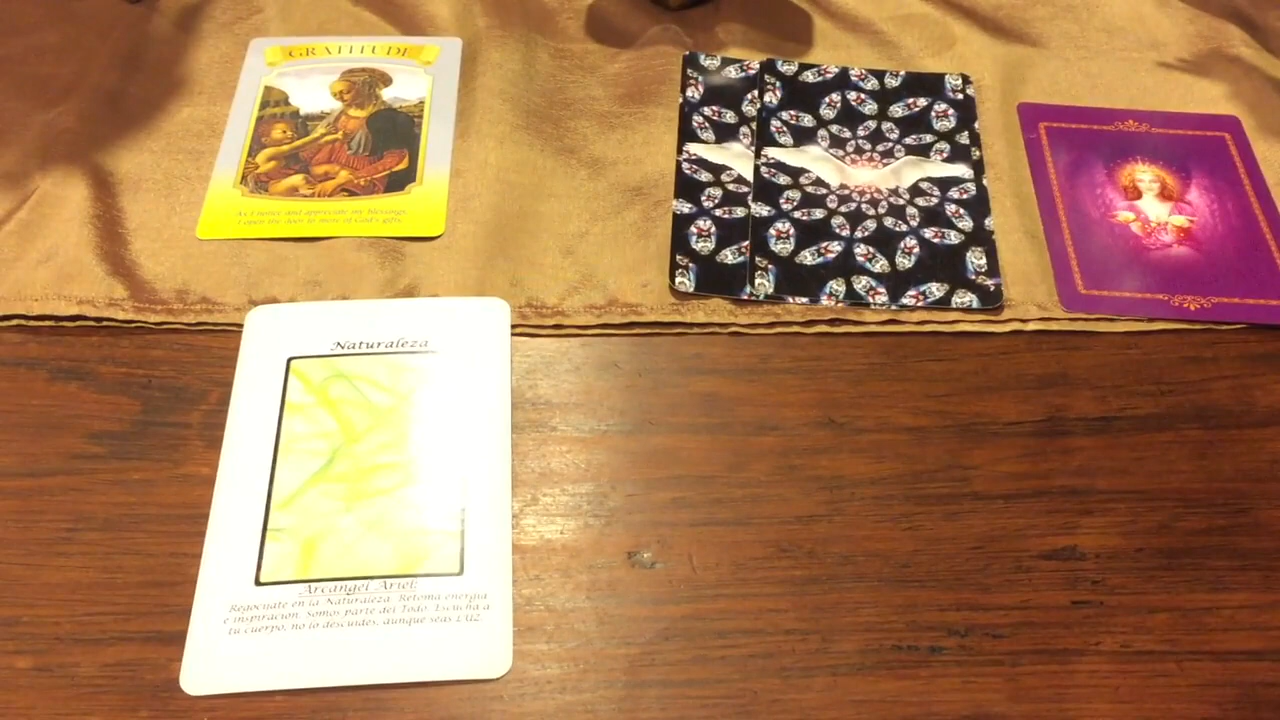 GRATITUDE
As I notice and appreciate my blessings,
I open the door to more of God's gifts.
Naturaleza
Arcángel Ariel:
Regocíjate en la Naturaleza. Retoma energía
e inspiración. Somos parte del Todo. Escucha a
tu cuerpo, no lo descuides, aunque seas LUZ.